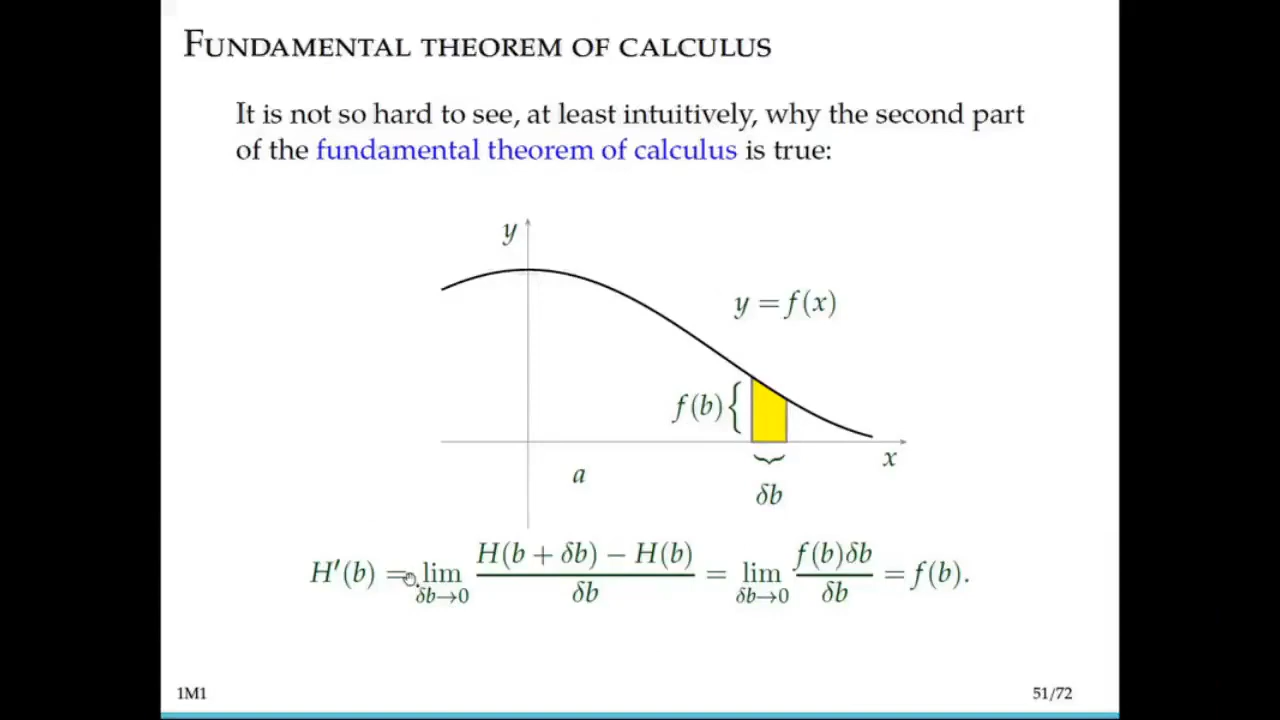 FUNDAMENTAL THEOREM OF CALCULUS
It is not so hard to see, at least intuitively, why the second part
of the fundamental theorem of calculus is true:
y
y = f(x)
f(b){
x
a
δb
H′(b) = lim_{δb→0} \frac{H(b + δb) − H(b)}{δb} = lim_{δb→0} \frac{f(b)δb}{δb} = f(b).
1M1
51/72